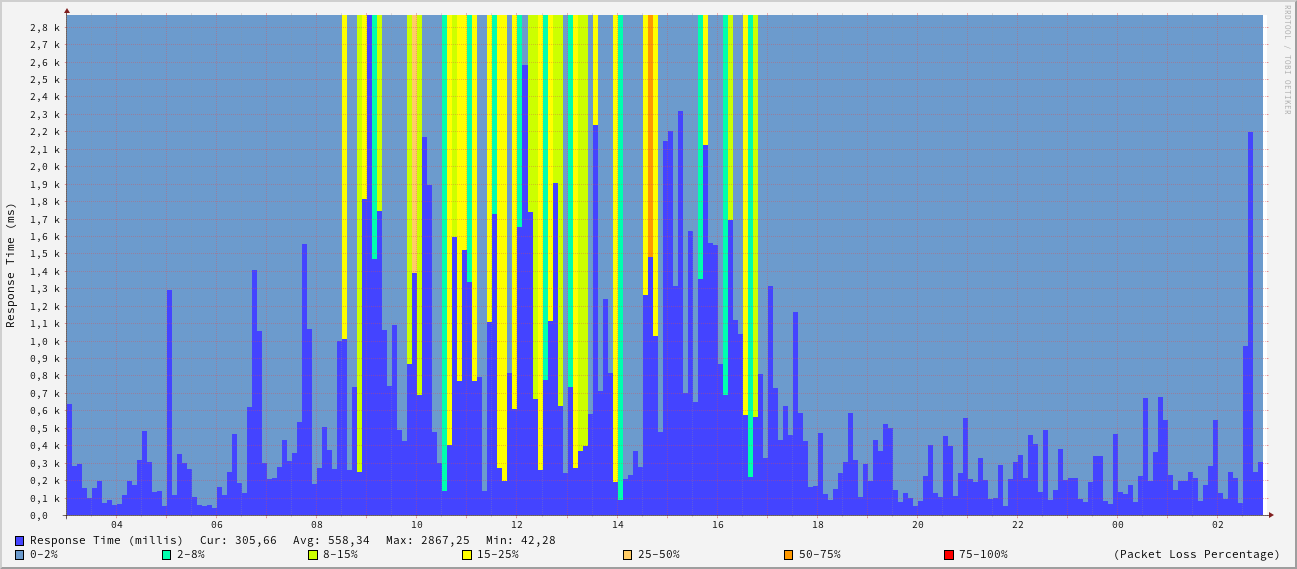 RRDTOOL / TOBI OETIKER
Response Time (ms)
2,8 k
2,7 k
2,6 k
2,5 k
2,4 k
2,3 k
2,2 k
2,1 k
2,0 k
1,9 k
1,8 k
1,7 k
1,6 k
1,5 k
1,4 k
1,3 k
1,2 k
1,1 k
1,0 k
0,9 k
0,8 k
0,7 k
0,6 k
0,5 k
0,4 k
0,3 k
0,2 k
0,1 k
0,0
04 06 08 10 12 14 16 18 20 22 00 02
Response Time (millis) Cur: 305,66 Avg: 558,34 Max: 2867,25 Min: 42,28
0-2% 2-8% 8-15% 15-25% 25-50% 50-75% 75-100% (Packet Loss Percentage)